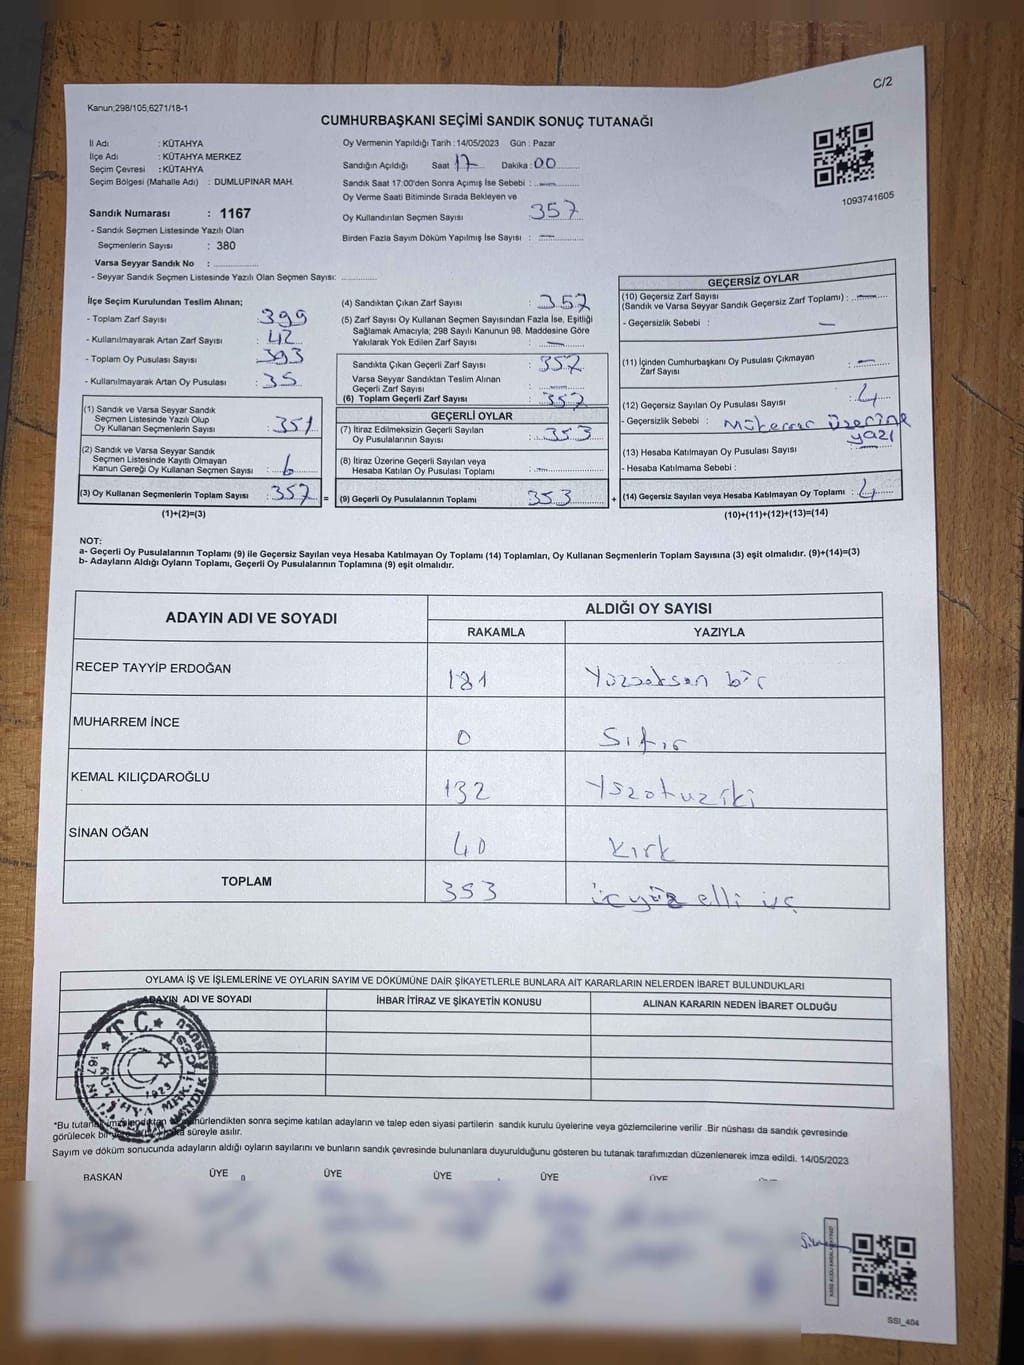 C/2
Kanun;298/105,6271/18-1
CUMHURBAŞKANI SEÇİMİ SANDIK SONUÇ TUTANAĞI
İl Adı : KÜTAHYA
İlçe Adı : KÜTAHYA MERKEZ
Seçim Çevresi : KÜTAHYA
Seçim Bölgesi (Mahalle Adı) : DUMLUPINAR MAH.
Sandık Numarası : 1167
- Sandık Seçmen Listesinde Yazılı Olan
Seçmenlerin Sayısı : 380
Varsa Seyyar Sandık No :
- Seyyar Sandık Seçmen Listesinde Yazılı Olan Seçmen Sayısı:
Oy Vermenin Yapıldığı Tarih : 14/05/2023 Gün : Pazar
Sandığın Açıldığı Saat 17 Dakika : 00
Sandık Saat 17:00'den Sonra Açımış İse Sebebi : —
Oy Verme Saati Bitiminde Sırada Bekleyen ve
Oy Kullandırılan Seçmen Sayısı 357
Birden Fazla Sayım Döküm Yapılmış İse Sayısı : —
1093741605
İlçe Seçim Kurulundan Teslim Alınan;
- Toplam Zarf Sayısı : 399
- Kullanılmayarak Artan Zarf Sayısı : 42
- Toplam Oy Pusulası Sayısı : 393
- Kullanılmayarak Artan Oy Pusulası : 35
(1) Sandık ve Varsa Seyyar Sandık
Seçmen Listesinde Yazılı Olup
Oy Kullanan Seçmenlerin Sayısı : 351
(2) Sandık ve Varsa Seyyar Sandık
Seçmen Listesinde Kayıtlı Olmayan
Kanun Gereği Oy Kullanan Seçmen Sayısı : 6
(3) Oy Kullanan Seçmenlerin Toplam Sayısı : 357 =
(1)+(2)=(3)
(4) Sandıktan Çıkan Zarf Sayısı : 357
(5) Zarf Sayısı Oy Kullanan Seçmen Sayısından Fazla İse, Eşitliği
Sağlamak Amacıyla; 298 Sayılı Kanunun 98. Maddesine Göre
Yakılarak Yok Edilen Zarf Sayısı : —
Sandıkta Çıkan Geçerli Zarf Sayısı : 357
Varsa Seyyar Sandıktan Teslim Alınan
Geçerli Zarf Sayısı : —
(6) Toplam Geçerli Zarf Sayısı : 357
GEÇERLİ OYLAR
(7) İtiraz Edilmeksizin Geçerli Sayılan
Oy Pusulalarının Sayısı : 353
(8) İtiraz Üzerine Geçerli Sayılan veya
Hesaba Katılan Oy Pusulası Toplamı : —
(9) Geçerli Oy Pusulalarının Toplamı 353 +
GEÇERSİZ OYLAR
(10) Geçersiz Zarf Sayısı
(Sandık ve Varsa Seyyar Sandık Geçersiz Zarf Toplamı) : —
- Geçersizlik Sebebi : —
(11) İçinden Cumhurbaşkanı Oy Pusulası Çıkmayan
Zarf Sayısı : —
(12) Geçersiz Sayılan Oy Pusulası Sayısı : 4
- Geçersizlik Sebebi : Mükerrer üzerine
yazı
(13) Hesaba Katılmayan Oy Pusulası Sayısı
- Hesaba Katılmama Sebebi :
(14) Geçersiz Sayılan veya Hesaba Katılmayan Oy Toplamı : 4
(10)+(11)+(12)+(13)=(14)
NOT:
a- Geçerli Oy Pusulalarının Toplamı (9) ile Geçersiz Sayılan veya Hesaba Katılmayan Oy Toplamı (14) Toplamları, Oy Kullanan Seçmenlerin Toplam Sayısına (3) eşit olmalıdır. (9)+(14)=(3)
b- Adayların Aldığı Oyların Toplamı, Geçerli Oy Pusulalarının Toplamına (9) eşit olmalıdır.
ADAYIN ADI VE SOYADI ALDIĞI OY SAYISI
RAKAMLA YAZIYLA
RECEP TAYYİP ERDOĞAN 181 Yüzseksen bir
MUHARREM İNCE 0 Sıfır
KEMAL KILIÇDAROĞLU 132 Yüzotuziki
SİNAN OĞAN 40 Kırk
TOPLAM 353 üçyüz elli üç
OYLAMA İŞ VE İŞLEMLERİNE VE OYLARIN SAYIM VE DÖKÜMÜNE DAİR ŞİKAYETLERLE BUNLARA AİT KARARLARIN NELERDEN İBARET BULUNDUKLARI
ADAYIN ADI VE SOYADI İHBAR İTİRAZ VE ŞİKAYETİN KONUSU ALINAN KARARIN NEDEN İBARET OLDUĞU
T.C.
1923
*Bu tutanak imzalandıktan mühürlendikten sonra seçime katılan adayların ve talep eden siyasi partilerin sandık kurulu üyelerine veya gözlemcilerine verilir .Bir nüshası da sandık çevresinde
görülecek bir süreyle asılır.
Sayım ve döküm sonucunda adayların aldığı oyların sayılarını ve bunların sandık çevresinde bulunanlara duyurulduğunu gösteren bu tutanak tarafımızdan düzenlenerek imza edildi. 14/05/2023
BAŞKAN ÜYE ÜYE ÜYE ÜYE ÜYE
SSI_404